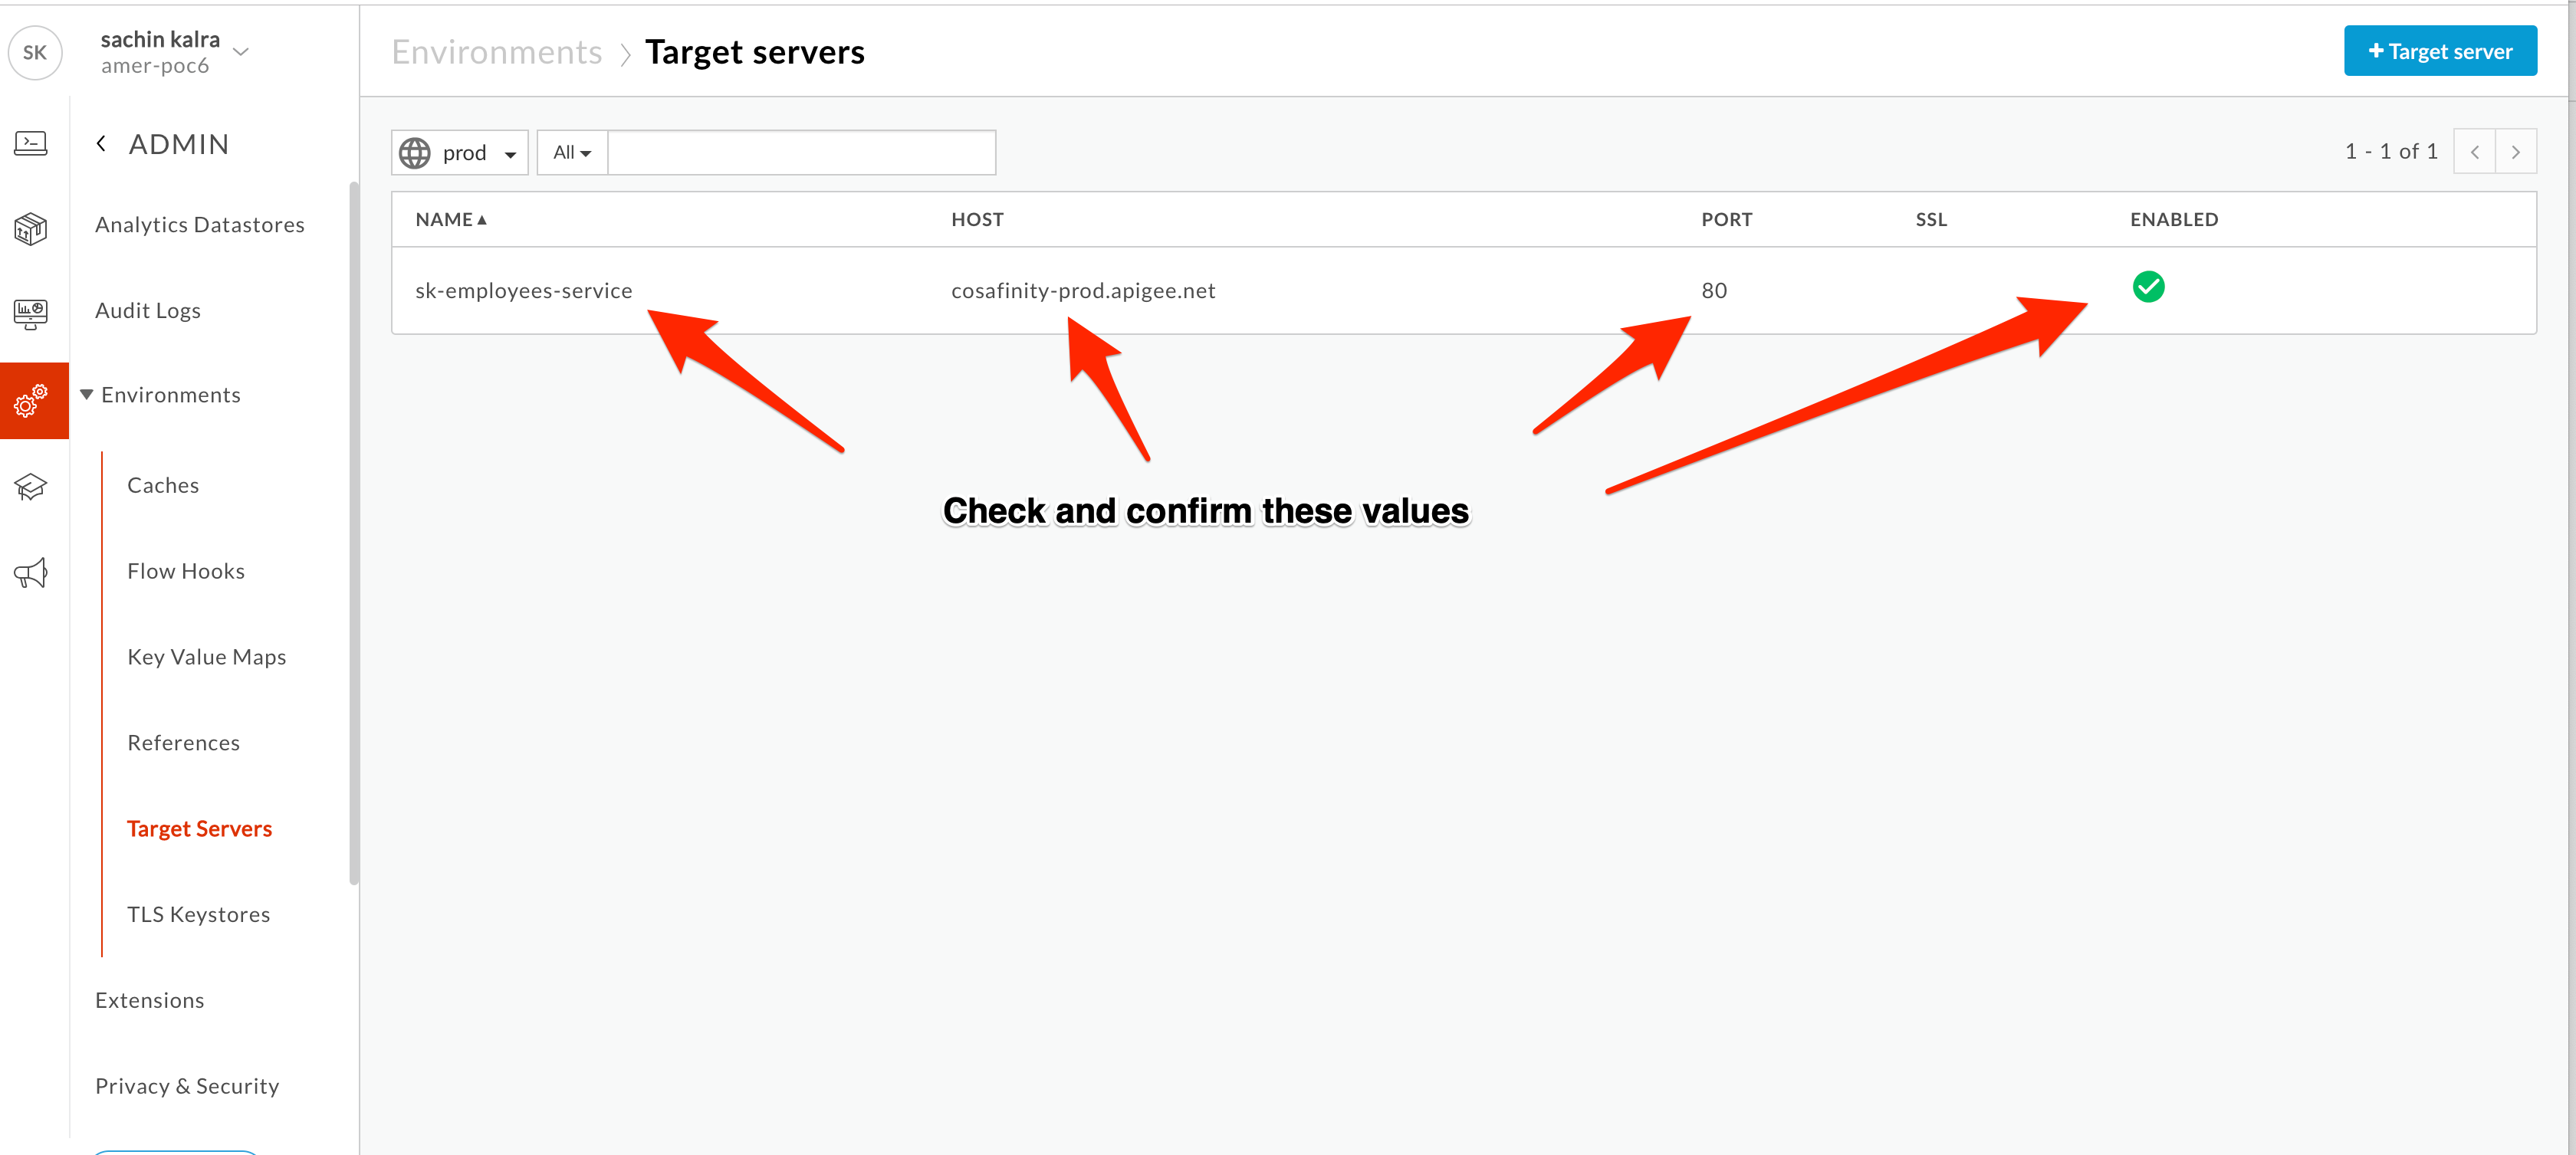 SK
sachin kalra
amer-poc6
ADMIN
Analytics Datastores
Audit Logs
Environments
Caches
Flow Hooks
Key Value Maps
References
Target Servers
TLS Keystores
Extensions
Privacy & Security
Environments > Target servers
+ Target server
prod
All
1 - 1 of 1
NAME▲ HOST PORT SSL ENABLED
sk-employees-service cosafinity-prod.apigee.net 80
Check and confirm these values